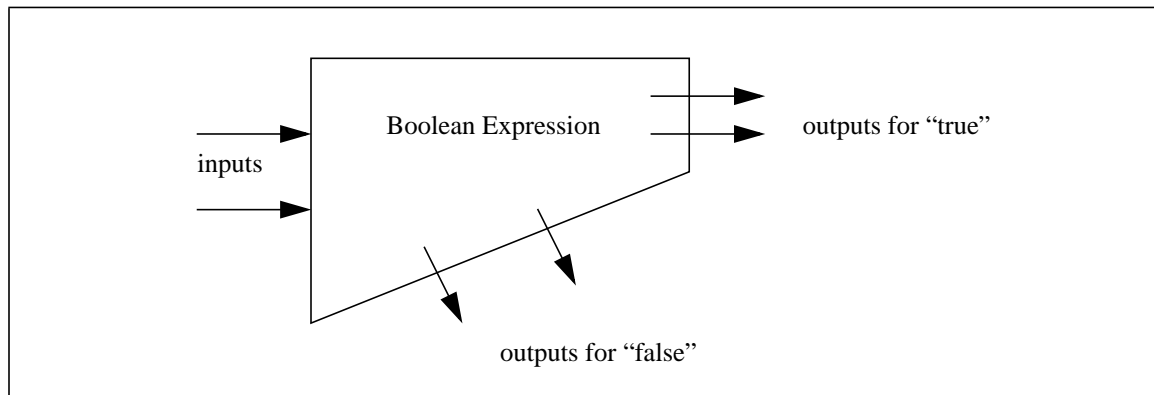 Boolean Expression
outputs for “true”
inputs
outputs for “false”